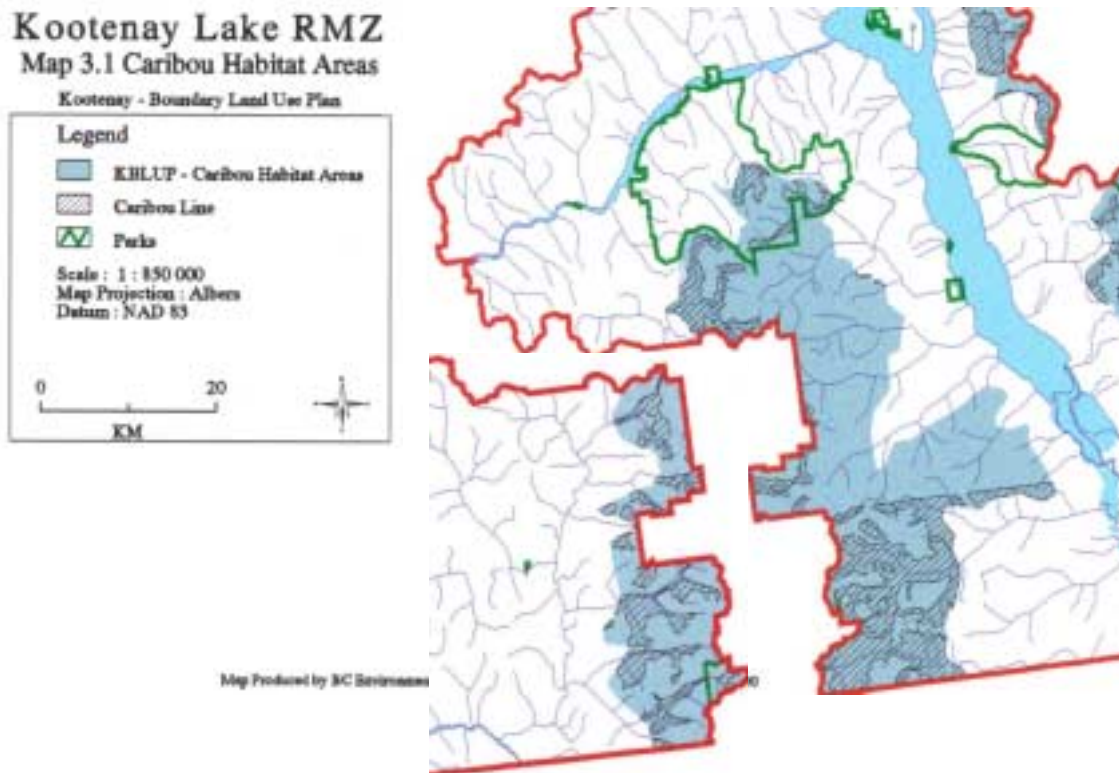 Kootenay Lake RMZ
Map 3.1 Caribou Habitat Areas
Kootenay - Boundary Land Use Plan
Legend
KBLUP - Caribou Habitat Areas
Caribou Line
Parks
Scale : 1 : 850 000
Map Projection : Albers
Datum : NAD 83
0 20
KM
Map Produced by BC Environme